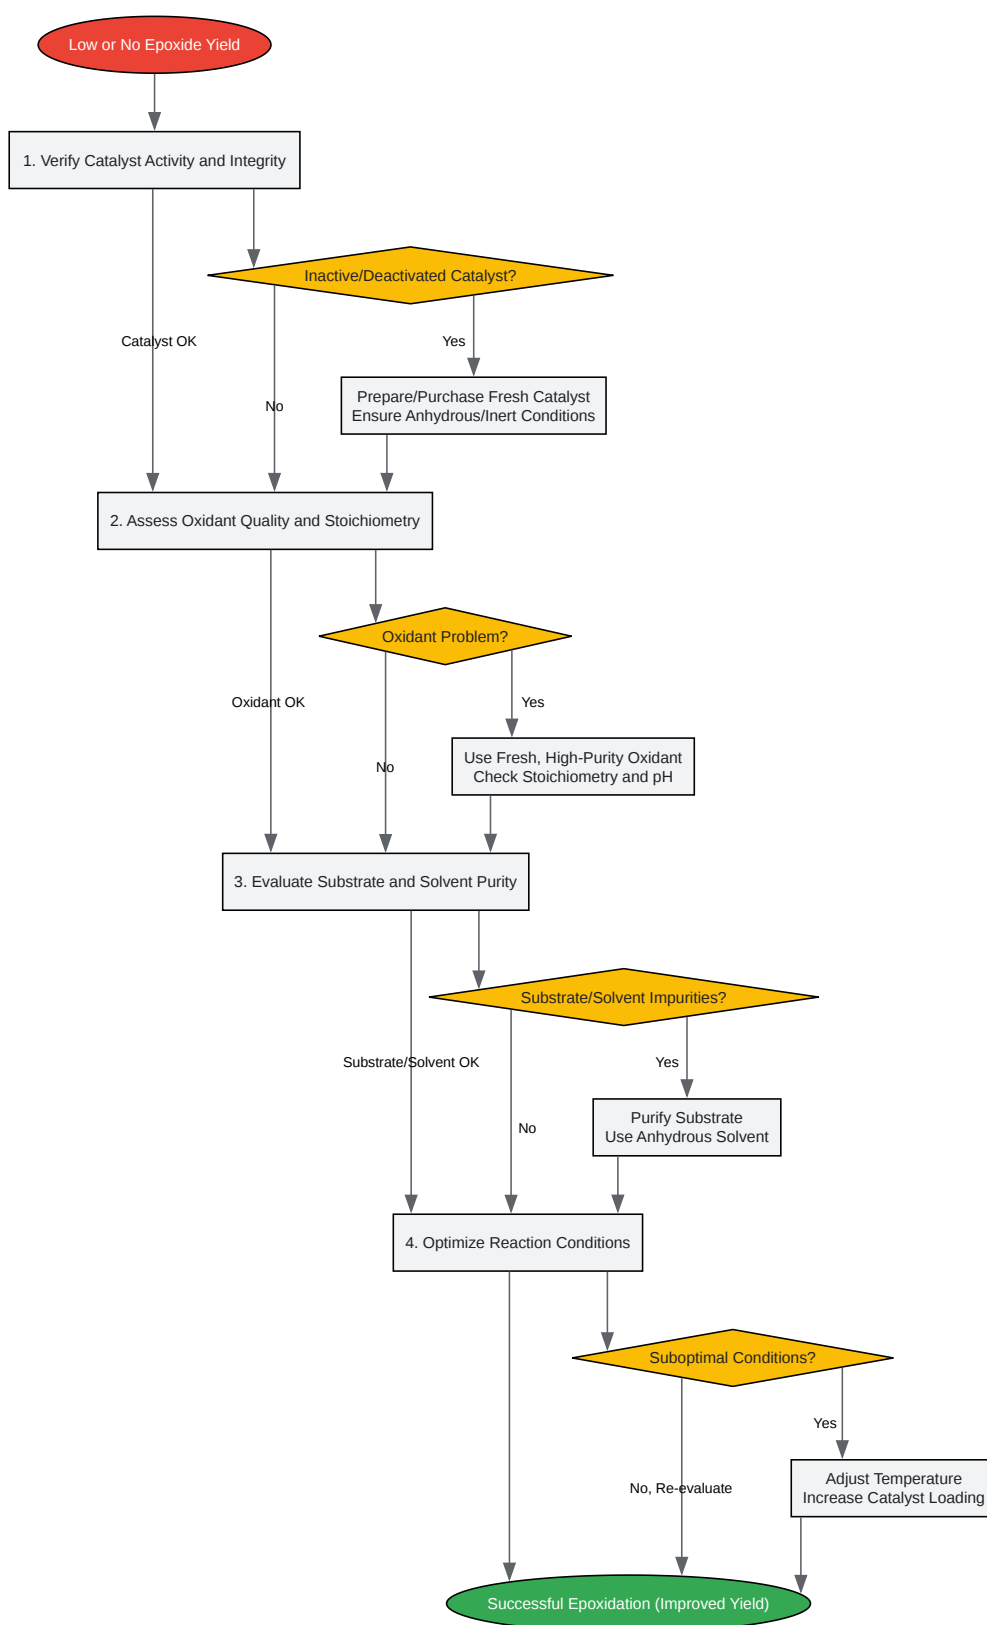 Low or No Epoxide Yield
1. Verify Catalyst Activity and Integrity
Inactive/Deactivated Catalyst?
Catalyst OK
Yes
No
Prepare/Purchase Fresh Catalyst
Ensure Anhydrous/Inert Conditions
2. Assess Oxidant Quality and Stoichiometry
Oxidant Problem?
Oxidant OK
Yes
No
Use Fresh, High-Purity Oxidant
Check Stoichiometry and pH
3. Evaluate Substrate and Solvent Purity
Substrate/Solvent Impurities?
Substrate/Solvent OK
Yes
No
Purify Substrate
Use Anhydrous Solvent
4. Optimize Reaction Conditions
Suboptimal Conditions?
Yes
No, Re-evaluate
Adjust Temperature
Increase Catalyst Loading
Successful Epoxidation (Improved Yield)